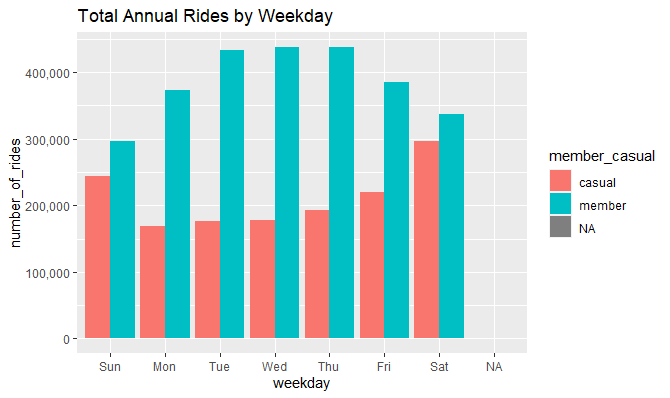 Total Annual Rides by Weekday
number_of_rides
400,000
300,000
200,000
100,000
0
Sun Mon Tue Wed Thu Fri Sat NA
weekday
member_casual
casual
member
NA